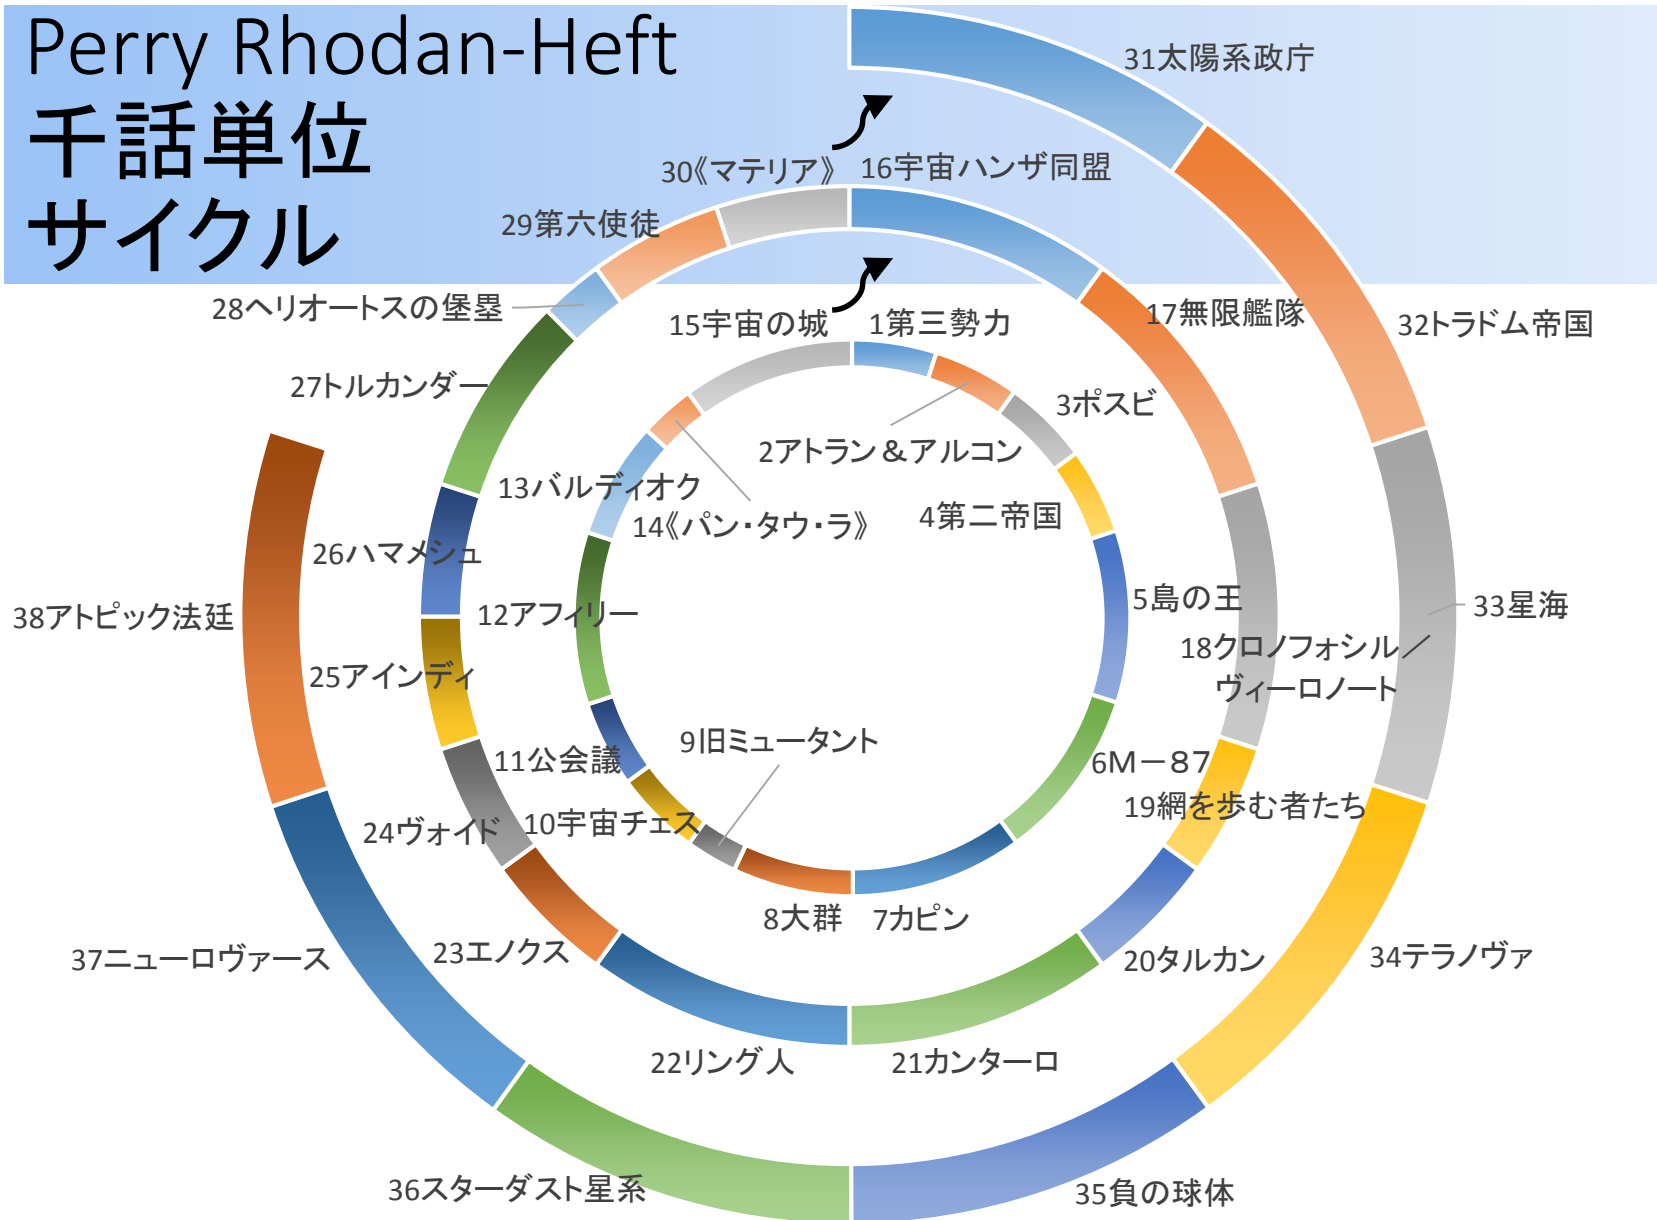 Perry Rhodan-Heft
千話単位
サイクル
31太陽系政庁
30《マテリア》
16宇宙ハンザ同盟
29第六使徒
28ヘリオートスの堡塁
15宇宙の城
1第三勢力
17無限艦隊
32トラドム帝国
27トルカンダー
3ポスビ
2アトラン＆アルコン
13バルディオク
14《パン・タウ・ラ》
4第二帝国
26ハマメシュ
38アトピック法廷
12アフィリー
5島の王
33星海
18クロノフォシル／
ヴィーロノート
25アインディ
9旧ミュータント
11公会議
6M－87
19網を歩む者たち
24ヴォイド
10宇宙チェス
8大群
7カピン
37ニューロヴァース
23エノクス
20タルカン
34テラノヴァ
22リング人
21カンターロ
36スターダスト星系
35負の球体